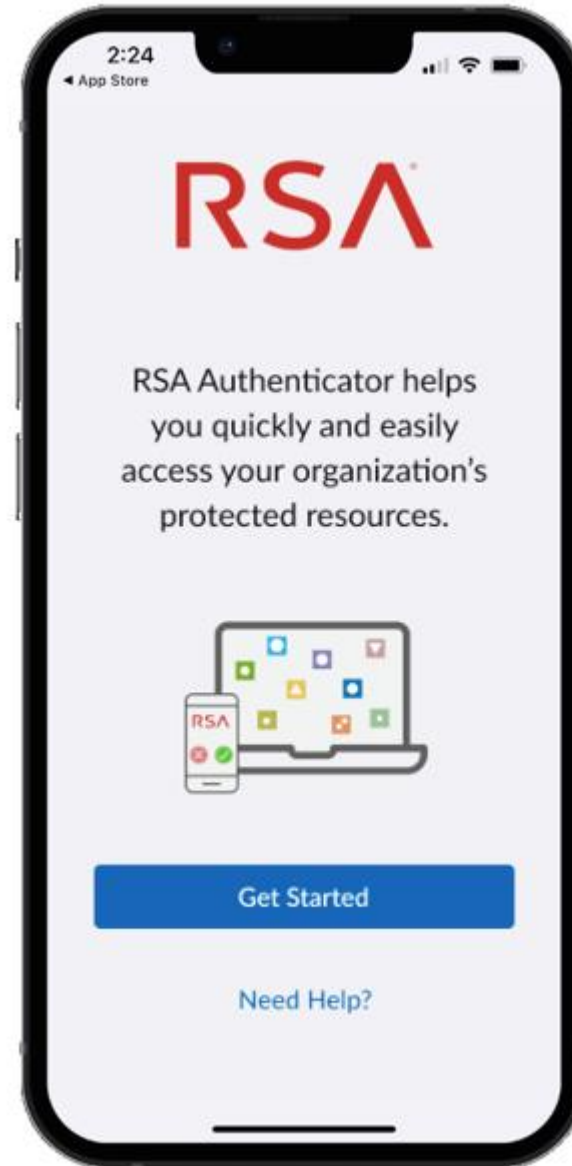 2:24
◀ App Store
RSA
RSA Authenticator helps
you quickly and easily
access your organization's
protected resources.
RSA
Get Started
Need Help?